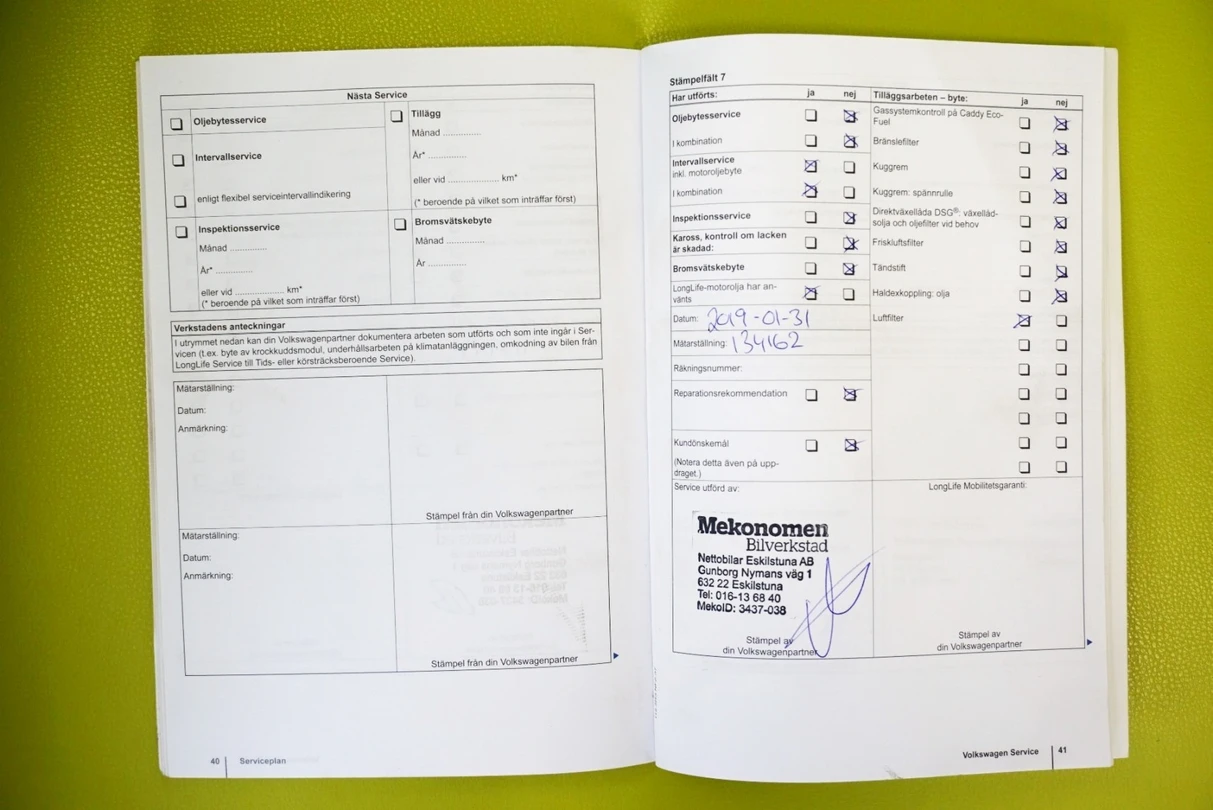 Nästa Service
Oljebytesservice
Intervallservice
enligt flexibel serviceintervallindikering
Inspektionsservice
Månad .............
År* .............
eller vid ................. km*
(* beroende på vilket som inträffar först)
Tillägg
Månad .............
År* .............
eller vid .................. km*
(* beroende på vilket som inträffar först)
Bromsvätskebyte
Månad .............
År .............
Verkstadens anteckningar
I utrymmet nedan kan din Volkswagenpartner dokumentera arbeten som utförts och som inte ingår i Ser-
vicen (t.ex. byte av krockkuddsmodul, underhållsarbeten på klimatanläggningen, omkodning av bilen från
LongLife Service till Tids- eller körsträcksberoende Service).
Mätarställning:
Datum:
Anmärkning:
Stämpel från din Volkswagenpartner
Mätarställning:
Datum:
Anmärkning:
Stämpel från din Volkswagenpartner
40 Serviceplan
Stämpelfält 7
Har utförts: ja nej
Oljebytesservice
I kombination
Intervallservice
inkl. motoroljebyte
I kombination
Inspektionsservice
Kaross, kontroll om lacken
är skadad:
Bromsvätskebyte
LongLife-motorolja har an-
vänts
Datum: 2019-01-31
Mätarställning: 134162
Räkningsnummer:
Reparationsrekommendation
Kundönskemål
(Notera detta även på upp-
draget.)
Tilläggsarbeten – byte: ja nej
Gassystemkontroll på Caddy Eco-
Fuel
Bränslefilter
Kuggrem
Kuggrem: spännrulle
Direktväxellåda DSG®: växellåd-
solja och oljefilter vid behov
Friskluftsfilter
Tändstift
Haldexkoppling: olja
Luftfilter
Service utförd av:
Mekonomen
Bilverkstad
Nettobilar Eskilstuna AB
Gunborg Nymans väg 1
632 22 Eskilstuna
Tel: 016-13 68 40
MekoID: 3437-038
Stämpel av
din Volkswagenpartner
LongLife Mobilitetsgaranti:
Stämpel av
din Volkswagenpartner
Volkswagen Service 41